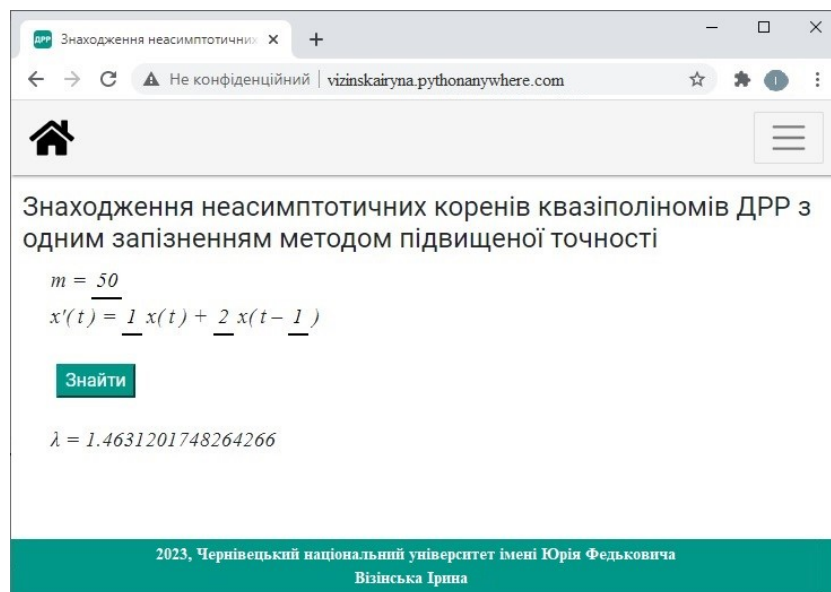 ДРР Знаходження неасимптотичних
Не конфіденційний | vizinskairyna.pythonanywhere.com
I
Знаходження неасимптотичних коренів квазіполіномів ДРР з
одним запізненням методом підвищеної точності
m = 50
x'(t) = 1 x(t) + 2 x(t− 1 )
Знайти
λ = 1.4631201748264266
2023, Чернівецький національний університет імені Юрія Федьковича
Візінська Ірина